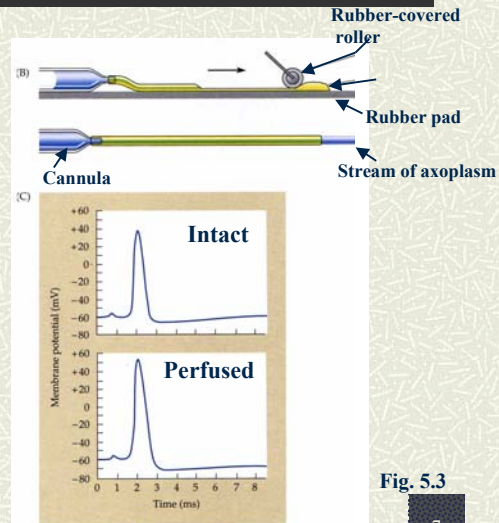 Rubber-covered
roller
(B)
Rubber pad
Cannula
Stream of axoplasm
(C)
+60
+40
+20
0
−20
−40
−60
−80
Intact
Membrane potential (mV)
+60
+40
+20
0
−20
−40
−60
−80
Perfused
0 1 2 3 4 5 6 7 8
Time (ms)
Fig. 5.3